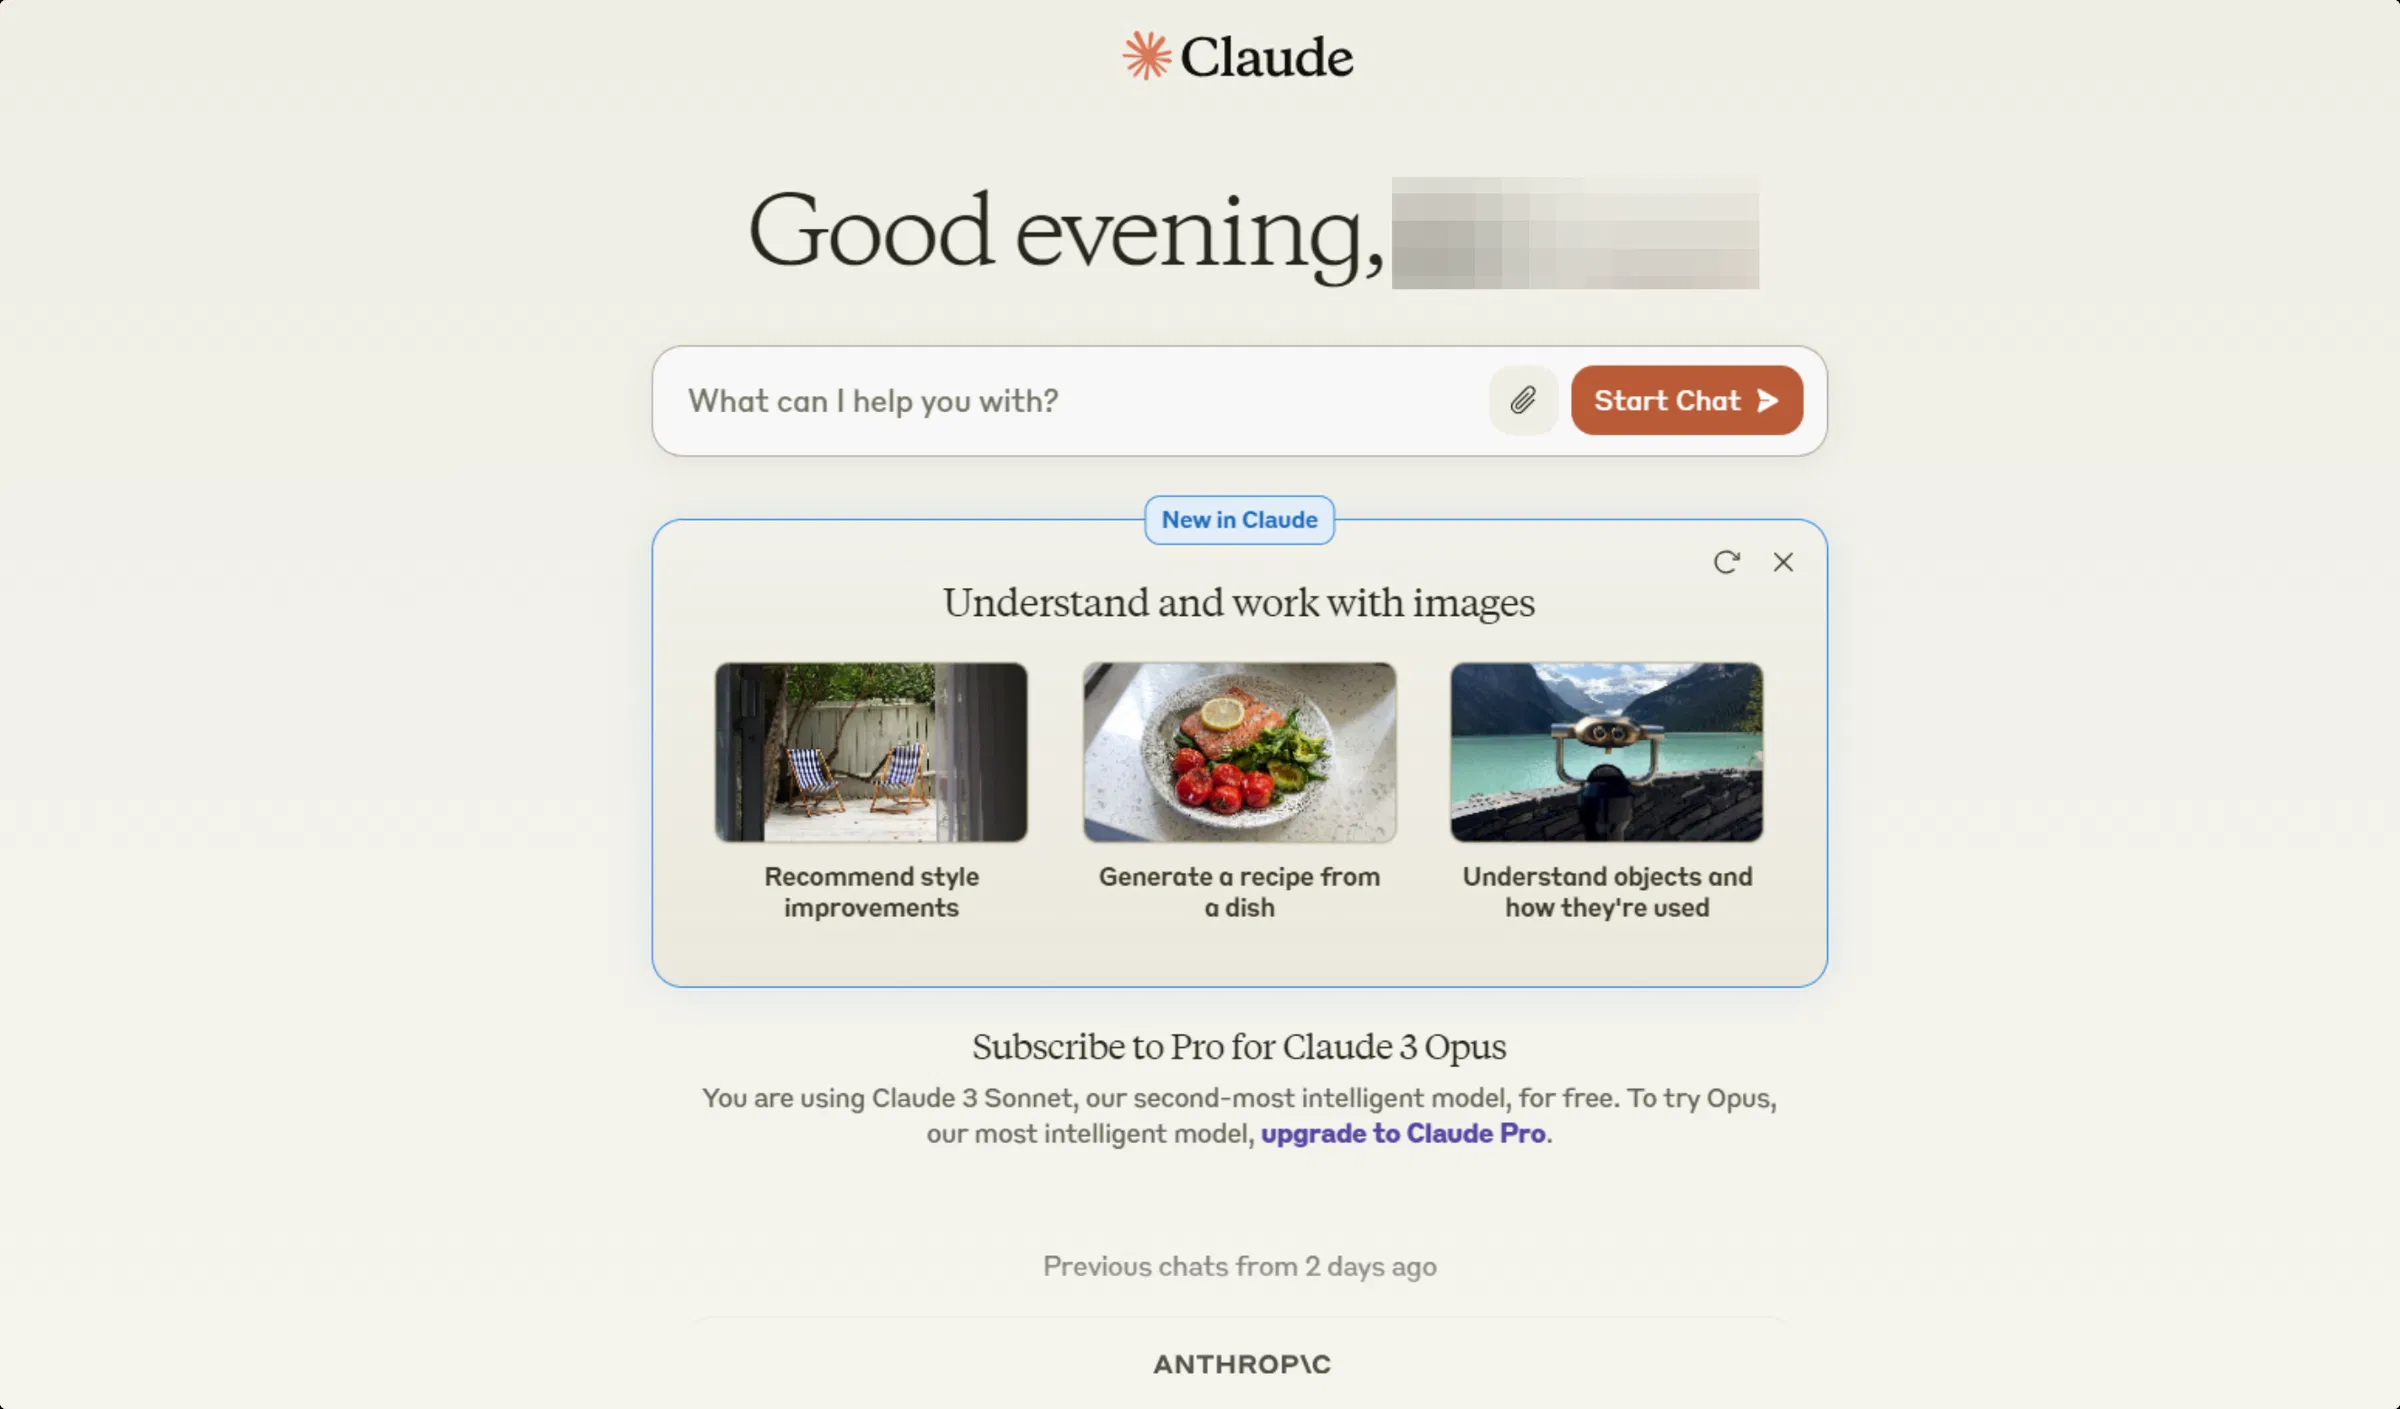 Claude
Good evening,
What can I help you with?
Start Chat
New in Claude
Understand and work with images
Recommend style
improvements
Generate a recipe from
a dish
Understand objects and
how they're used
Subscribe to Pro for Claude 3 Opus
You are using Claude 3 Sonnet, our second-most intelligent model, for free. To try Opus,
our most intelligent model, upgrade to Claude Pro.
Previous chats from 2 days ago
ANTHROP\C